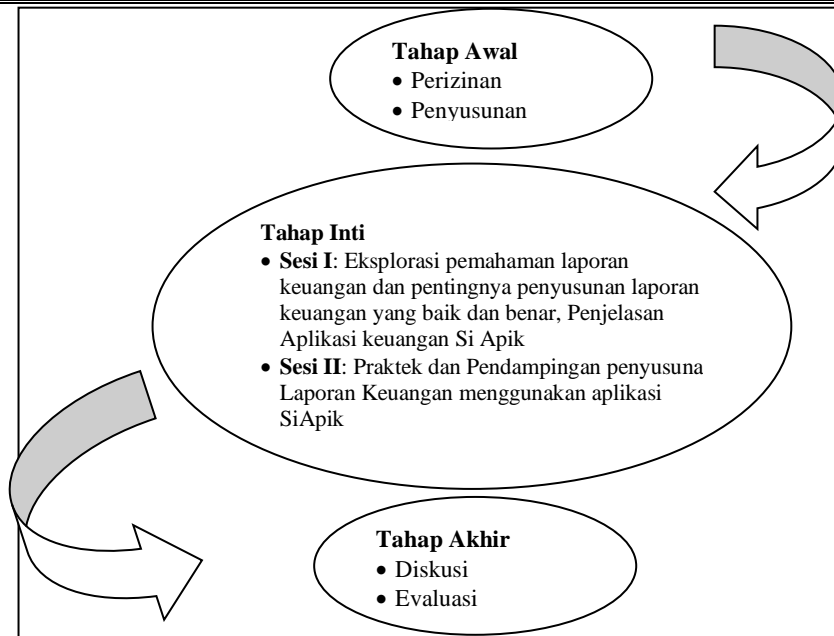 Tahap Awal
• Perizinan
• Penyusunan
Tahap Inti
• Sesi I: Eksplorasi pemahaman laporan
keuangan dan pentingnya penyusunan laporan
keuangan yang baik dan benar, Penjelasan
Aplikasi keuangan Si Apik
• Sesi II: Praktek dan Pendampingan penyusuna
Laporan Keuangan menggunakan aplikasi
SiApik
Tahap Akhir
• Diskusi
• Evaluasi